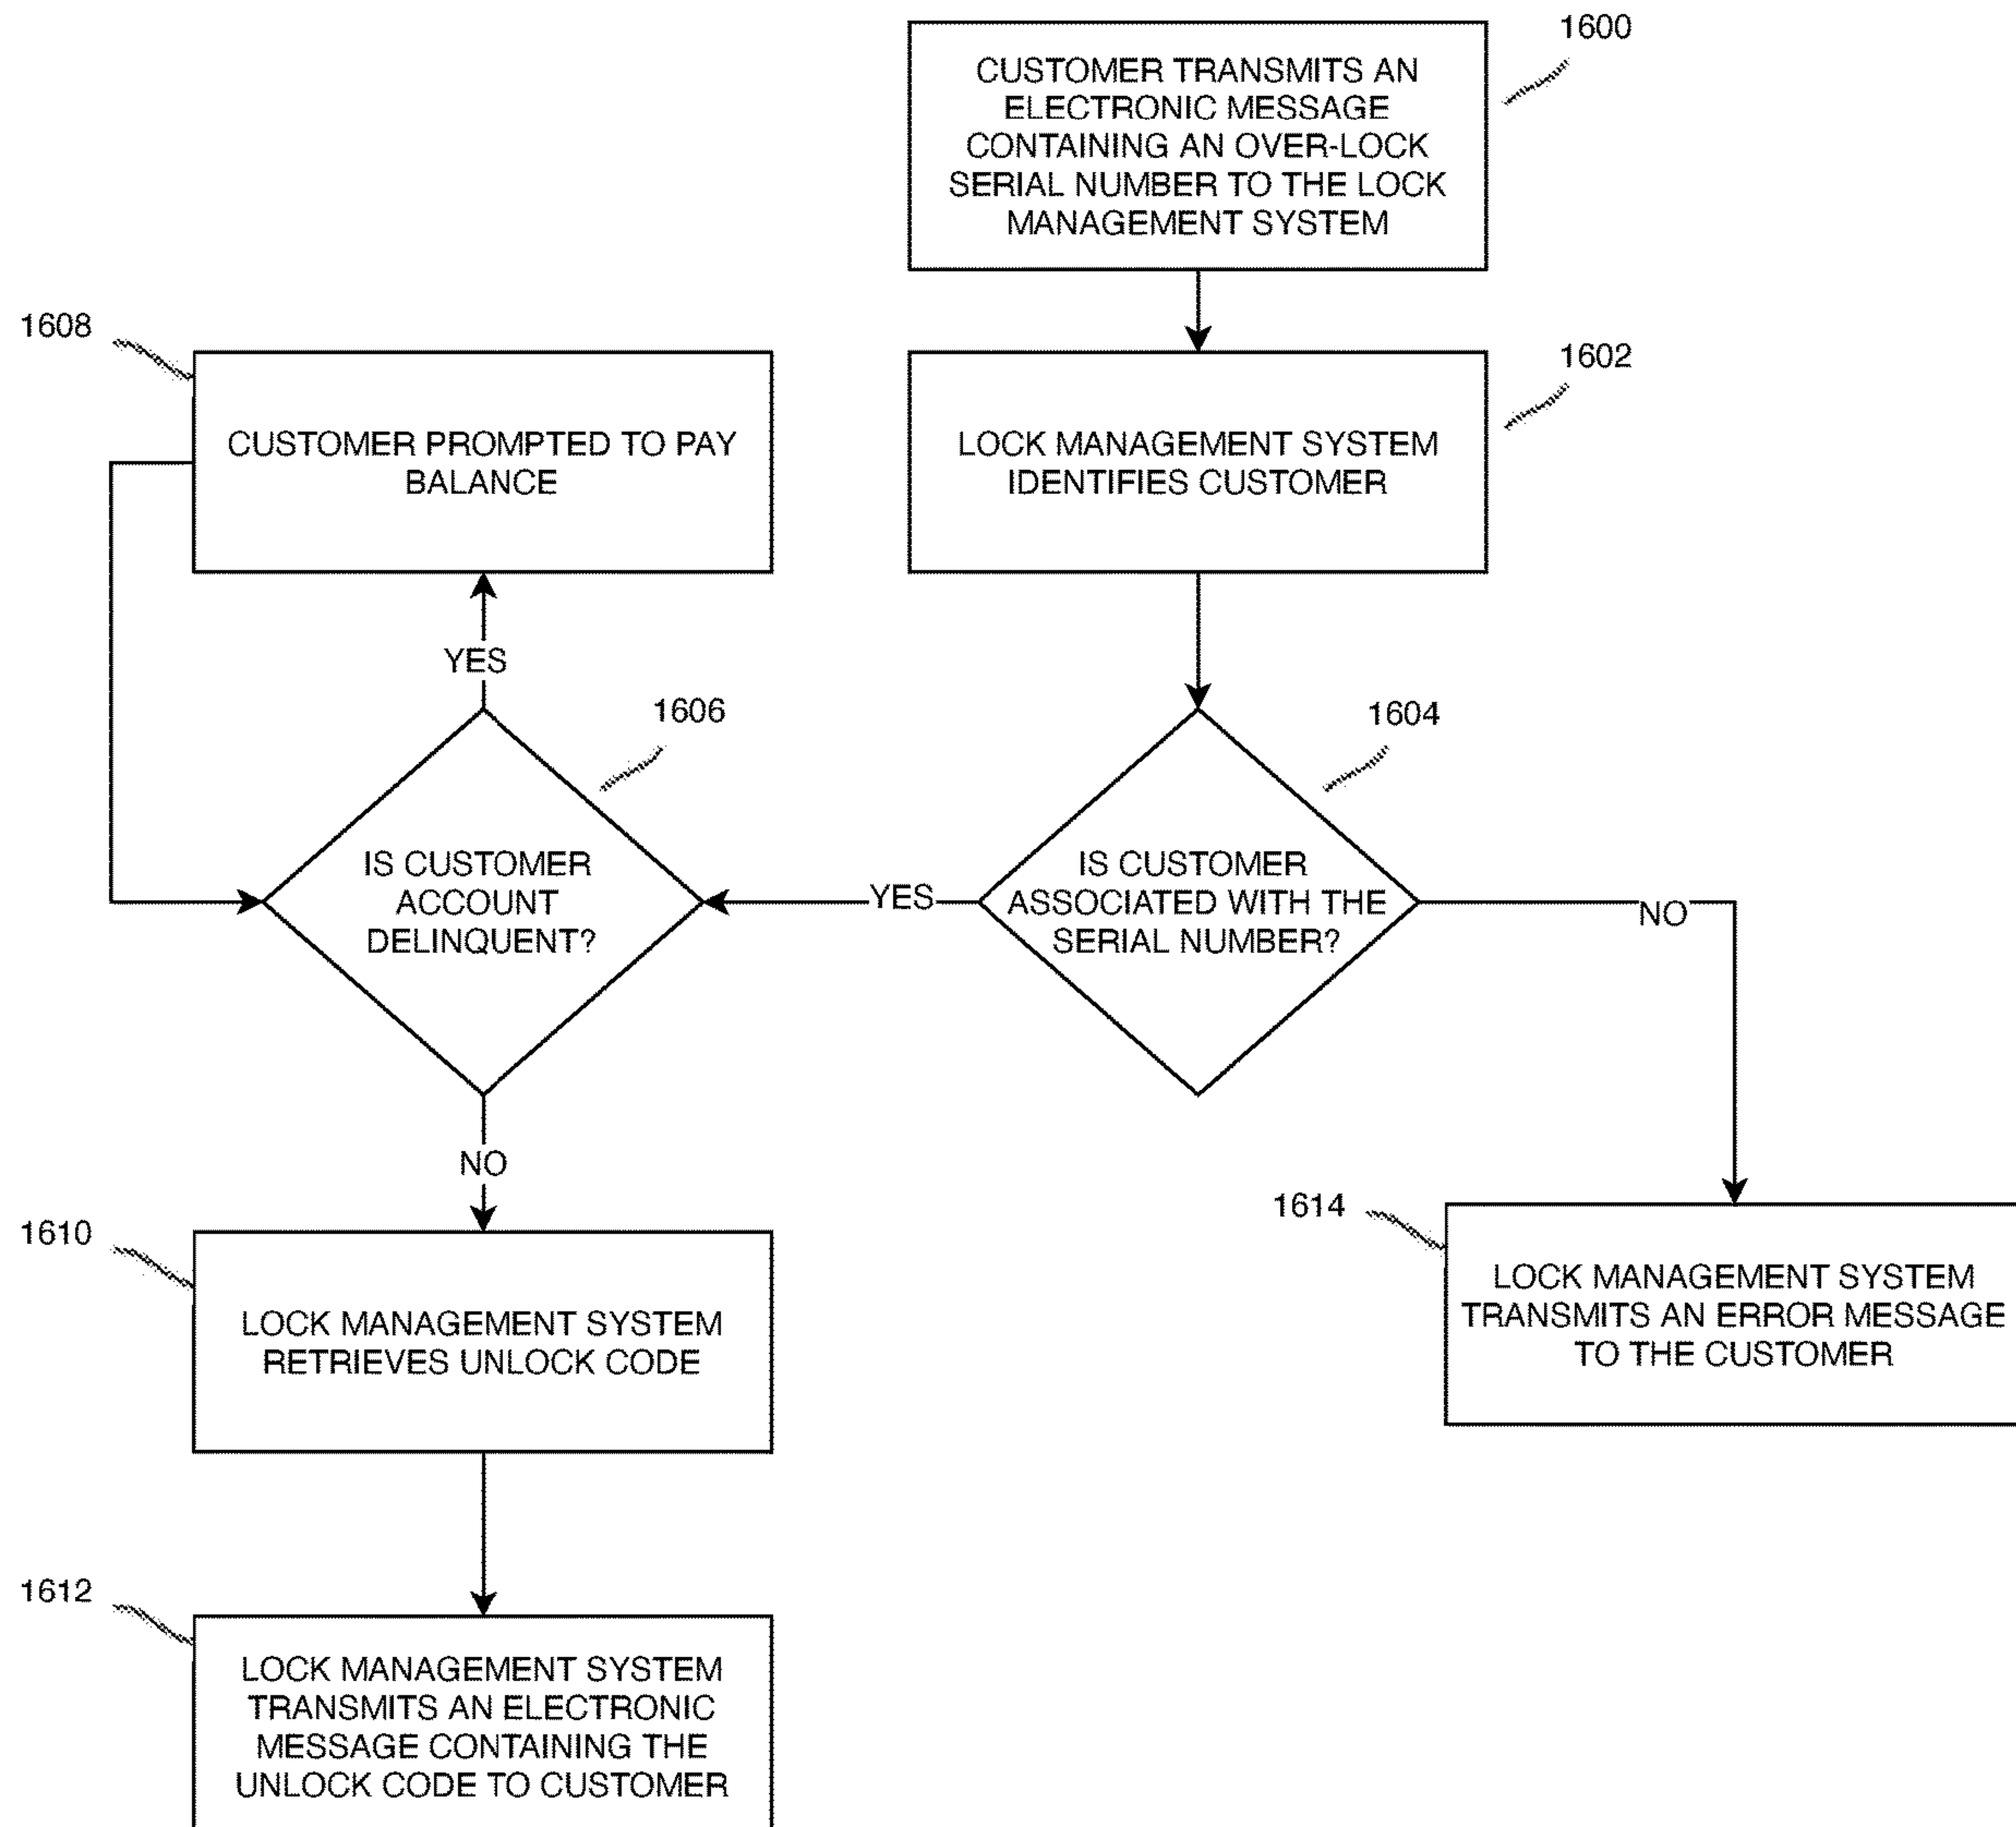 1600
CUSTOMER TRANSMITS AN
ELECTRONIC MESSAGE
CONTAINING AN OVER-LOCK
SERIAL NUMBER TO THE LOCK
MANAGEMENT SYSTEM
1608
CUSTOMER PROMPTED TO PAY
BALANCE
1602
LOCK MANAGEMENT SYSTEM
IDENTIFIES CUSTOMER
YES
1606
IS CUSTOMER
ACCOUNT
DELINQUENT?
YES
1604
IS CUSTOMER
ASSOCIATED WITH THE
SERIAL NUMBER?
NO
NO
1610
LOCK MANAGEMENT SYSTEM
RETRIEVES UNLOCK CODE
1614
LOCK MANAGEMENT SYSTEM
TRANSMITS AN ERROR MESSAGE
TO THE CUSTOMER
1612
LOCK MANAGEMENT SYSTEM
TRANSMITS AN ELECTRONIC
MESSAGE CONTAINING THE
UNLOCK CODE TO CUSTOMER